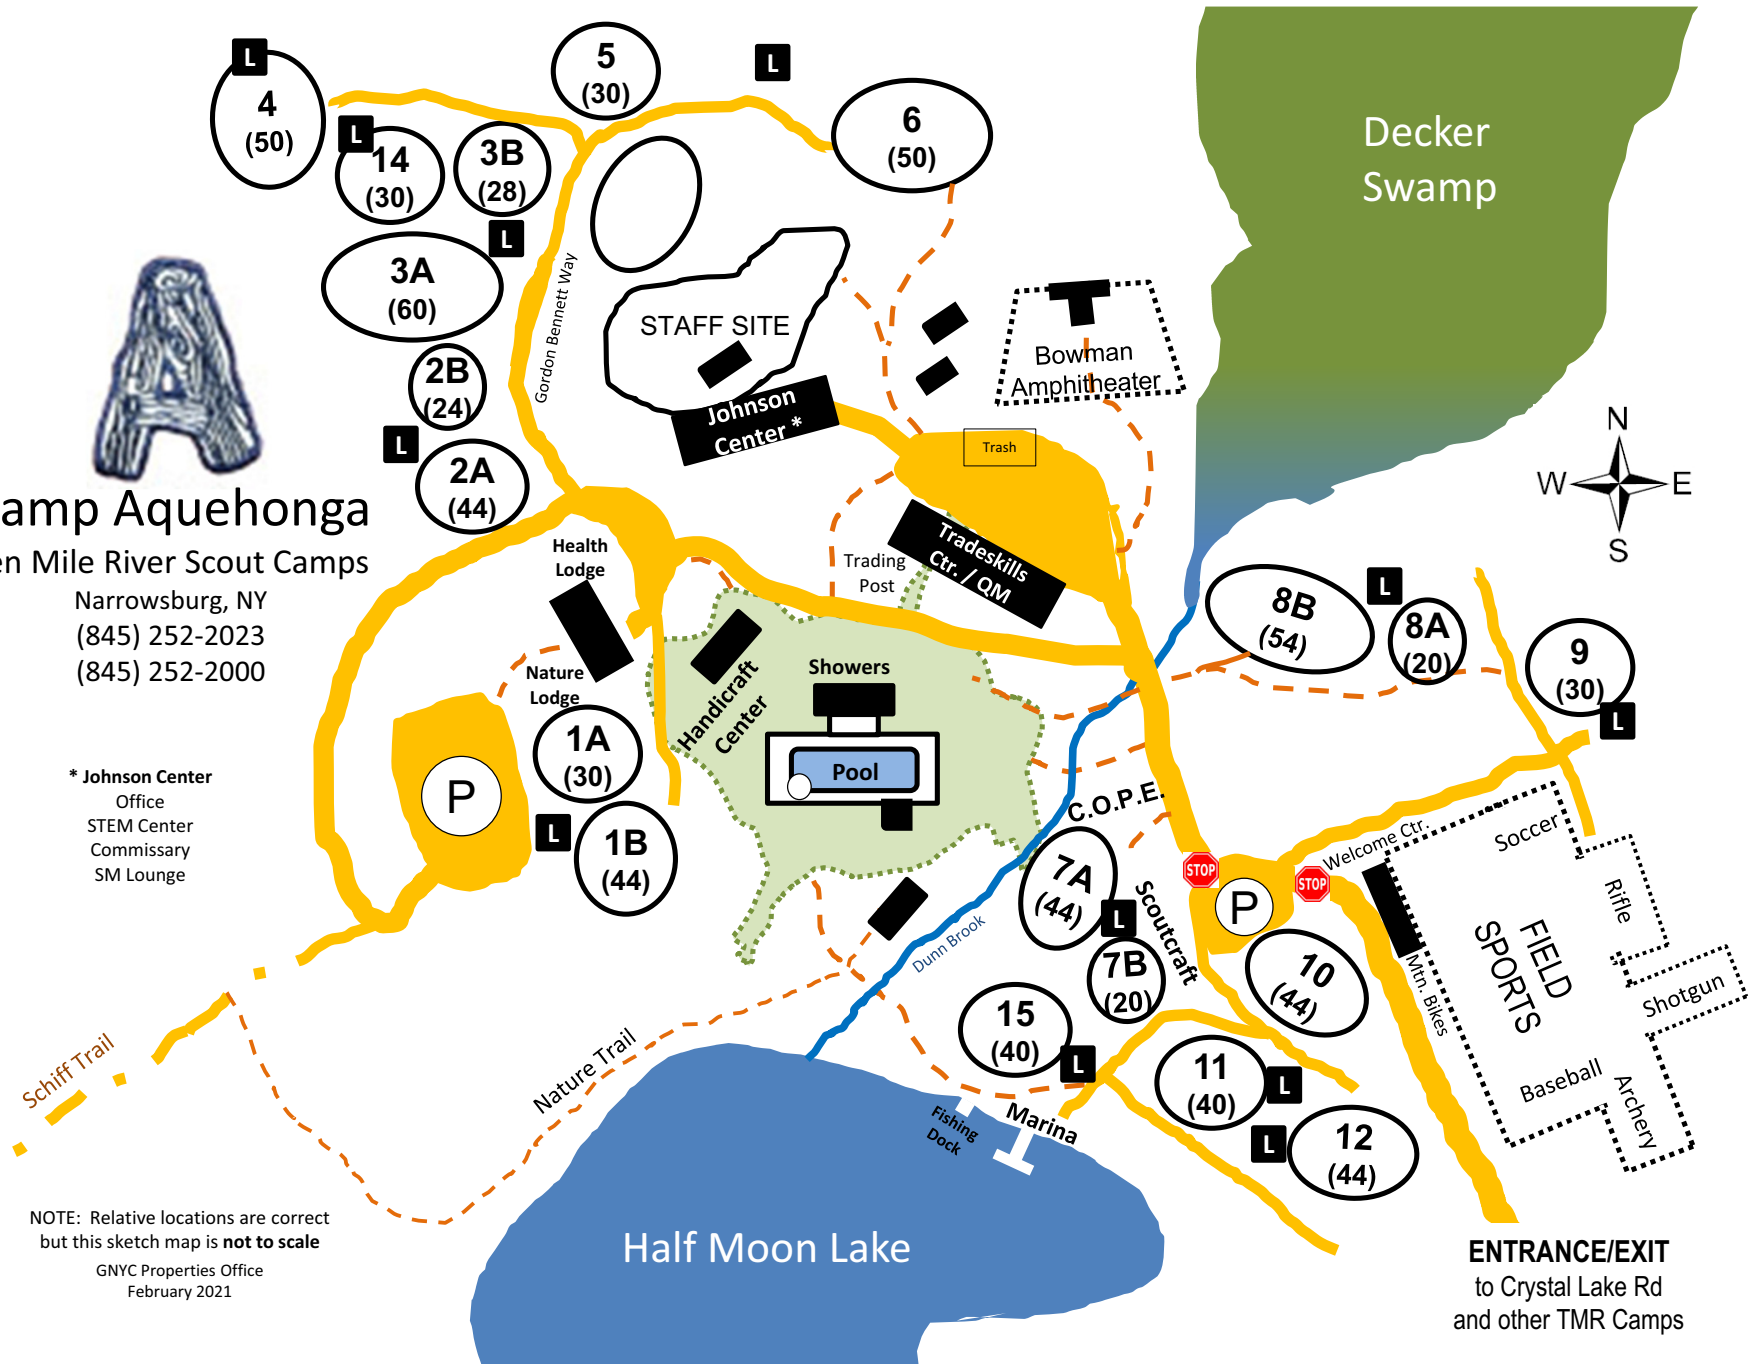 L
4
(50)
5
(30)
L
6
(50)
L
14
(30)
3B
(28)
L
3A
(60)
Gordon Bennett Way
2B
(24)
L
2A
(44)
STAFF SITE
Johnson
Center *
Bowman
Amphitheater
Trash
Decker
Swamp
N
W
E
S
A
amp Aquehonga
en Mile River Scout Camps
Narrowsburg, NY
(845) 252-2023
(845) 252-2000
Health
Lodge
Trading
Post
Tradeskills
Ctr. / QM
8B
(54)
L
8A
(20)
9
(30)
L
Nature
Lodge
Handicraft
Center
Showers
Pool
1A
(30)
L
1B
(44)
P
* Johnson Center
Office
STEM Center
Commissary
SM Lounge
C.O.P.E.
7A
(44)
L
7B
(20)
Scoutcraft
STOP
STOP
P
Welcome Ctr.
Mtn. Bikes
Soccer
Rifle
FIELD
SPORTS
Shotgun
Baseball
Archery
10
(44)
Dunn Brook
15
(40)
L
11
(40)
L
L
12
(44)
Schiff Trail
Nature Trail
Fishing
Dock
Marina
Half Moon Lake
NOTE: Relative locations are correct
but this sketch map is not to scale
GNYC Properties Office
February 2021
ENTRANCE/EXIT
to Crystal Lake Rd
and other TMR Camps